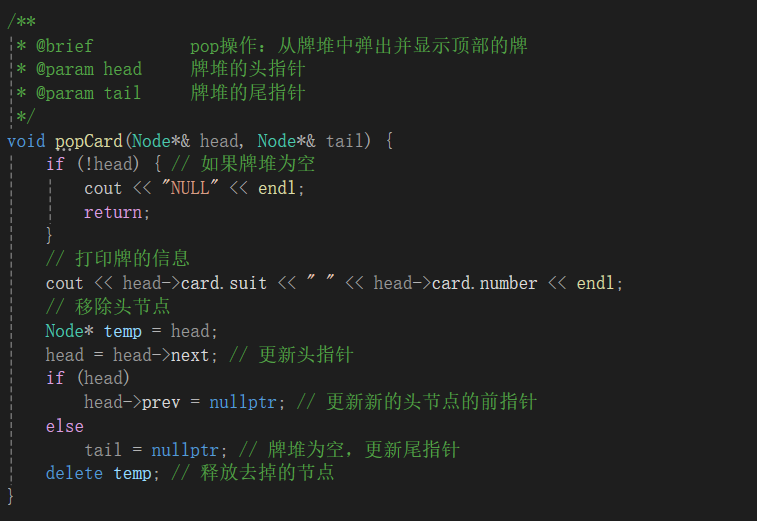 /**
* @brief          pop操作：从牌堆中弹出并显示顶部的牌
* @param head     牌堆的头指针
* @param tail     牌堆的尾指针
*/
void popCard(Node*& head, Node*& tail) {
    if (!head) { // 如果牌堆为空
        cout << "NULL" << endl;
        return;
    }
    // 打印牌的信息
    cout << head->card.suit << " " << head->card.number << endl;
    // 移除头节点
    Node* temp = head;
    head = head->next; // 更新头指针
    if (head)
        head->prev = nullptr; // 更新新的头节点的前指针
    else
        tail = nullptr; // 牌堆为空，更新尾指针
    delete temp; // 释放去掉的节点
}